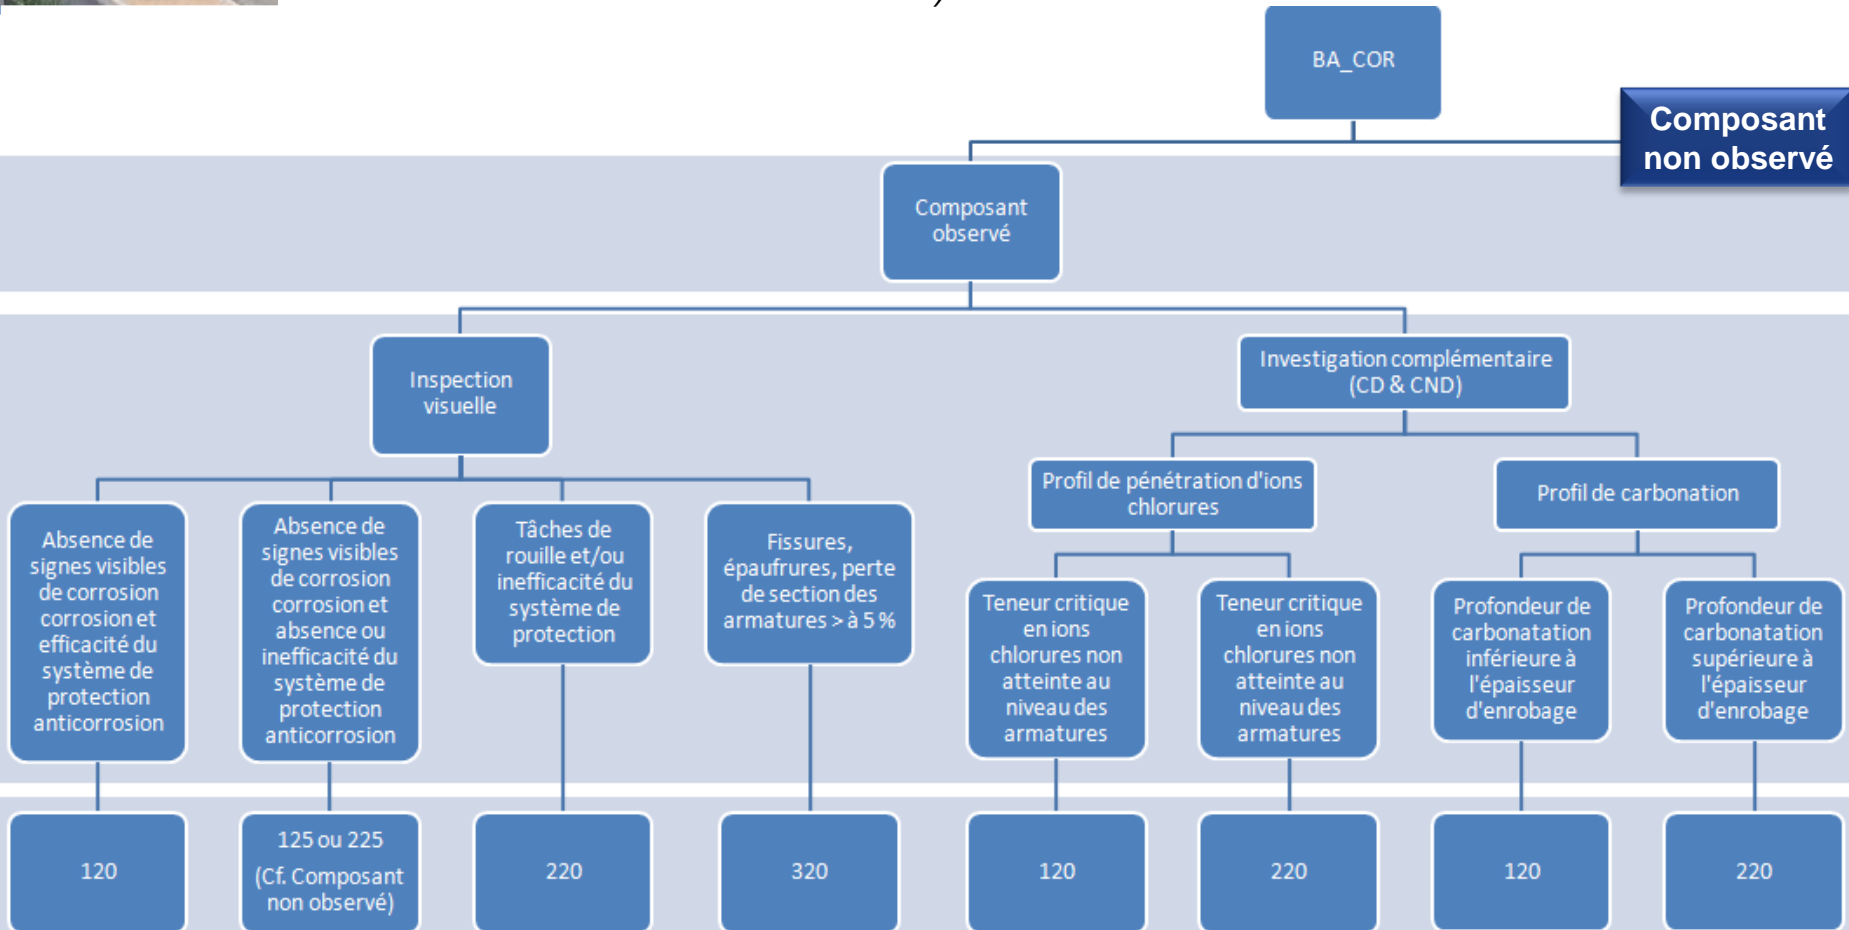 )
BA_COR
Composant
non observé
Composant
observé
Inspection
visuelle
Investigation complémentaire
(CD & CND)
Profil de pénétration d'ions
chlorures
Profil de carbonation
Absence de
signes visibles
de corrosion
corrosion et
efficacité du
système de
protection
anticorrosion
Absence de
signes visibles
de corrosion
corrosion et
absence ou
inefficacité du
système de
protection
anticorrosion
Tâches de
rouille et/ou
inefficacité du
système de
protection
Fissures,
épaufrures, perte
de section des
armatures > à 5 %
Teneur critique
en ions
chlorures non
atteinte au
niveau des
armatures
Teneur critique
en ions
chlorures non
atteinte au
niveau des
armatures
Profondeur de
carbonatation
inférieure à
l'épaisseur
d'enrobage
Profondeur de
carbonatation
supérieure à
l'épaisseur
d'enrobage
120
125 ou 225
(Cf. Composant
non observé)
220
320
120
220
120
220